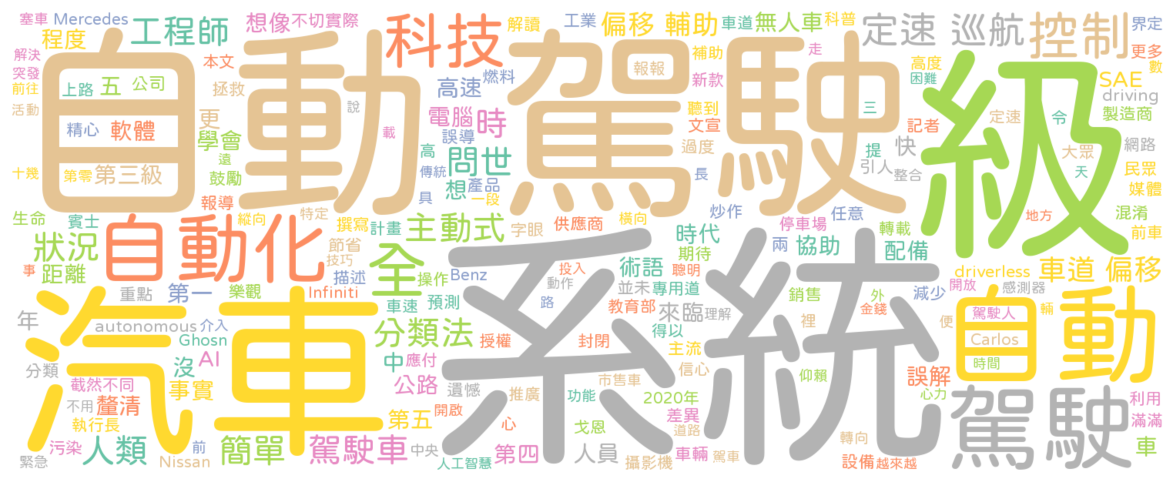 塞車 Mercedes 工程師 想像 不切實際 科技 解讀 工業 偏移 輔助 車道 無人車 科普 定速 巡航 控制 界定
程度 解決 突發 前往 本文 報報 補助 走 高度 困難 更多 數
自動駕駛 級
上路 五 公司 拯救 高速 燃料 新款 聽到 SAE driving
活動 精心 軟體 更 說 電腦 時 文宣 三 記者 定速 令 製造商
學會 載 誤導 過度 提 快 大眾 網路
十幾 第零 第三級 遠 鼓勵 高 傳統 問世 長 引人 整合 天 民眾
報導 想 產品 具 一段 媒體
生命 賓士 縱向 特定 撰寫 計畫 主動式 字眼 供應商 橫向 炒作 停車場 任意 轉載 地方 混淆 前車
狀況 自動化 節省 技巧 全 時代 兩 協助 配備
距離 事 描述 操作 Benz 投入 聰明 術語 期待 driverless 車道 偏移
重點 第一 樂觀 Infiniti 車速 預測 動作 並未 專用道 銷售 外 減少 開放 感測器
系統
年 汽車 autonomous 介入 Ghosn 分類法 路 教育部 來臨 理解 裡 金錢 便 駕駛人 輛 自動
分類 沒 AI 中 應付 授權 封閉 得以 主流 Carlos
截然不同 事實 公路 遺憾 推廣 市售車 信心 仰賴 誤解 時間
不用 釐清 第五 開啟 功能 2020年 心力 駕駛 利用
執行長 心 戈恩 差異 道路 滿滿
污染 人類 前 簡單 駕駛車 中央 第四 人員 車輛 轉向 車
緊急 Nissan 人工智慧 攝影機 駕車 設備 越來越